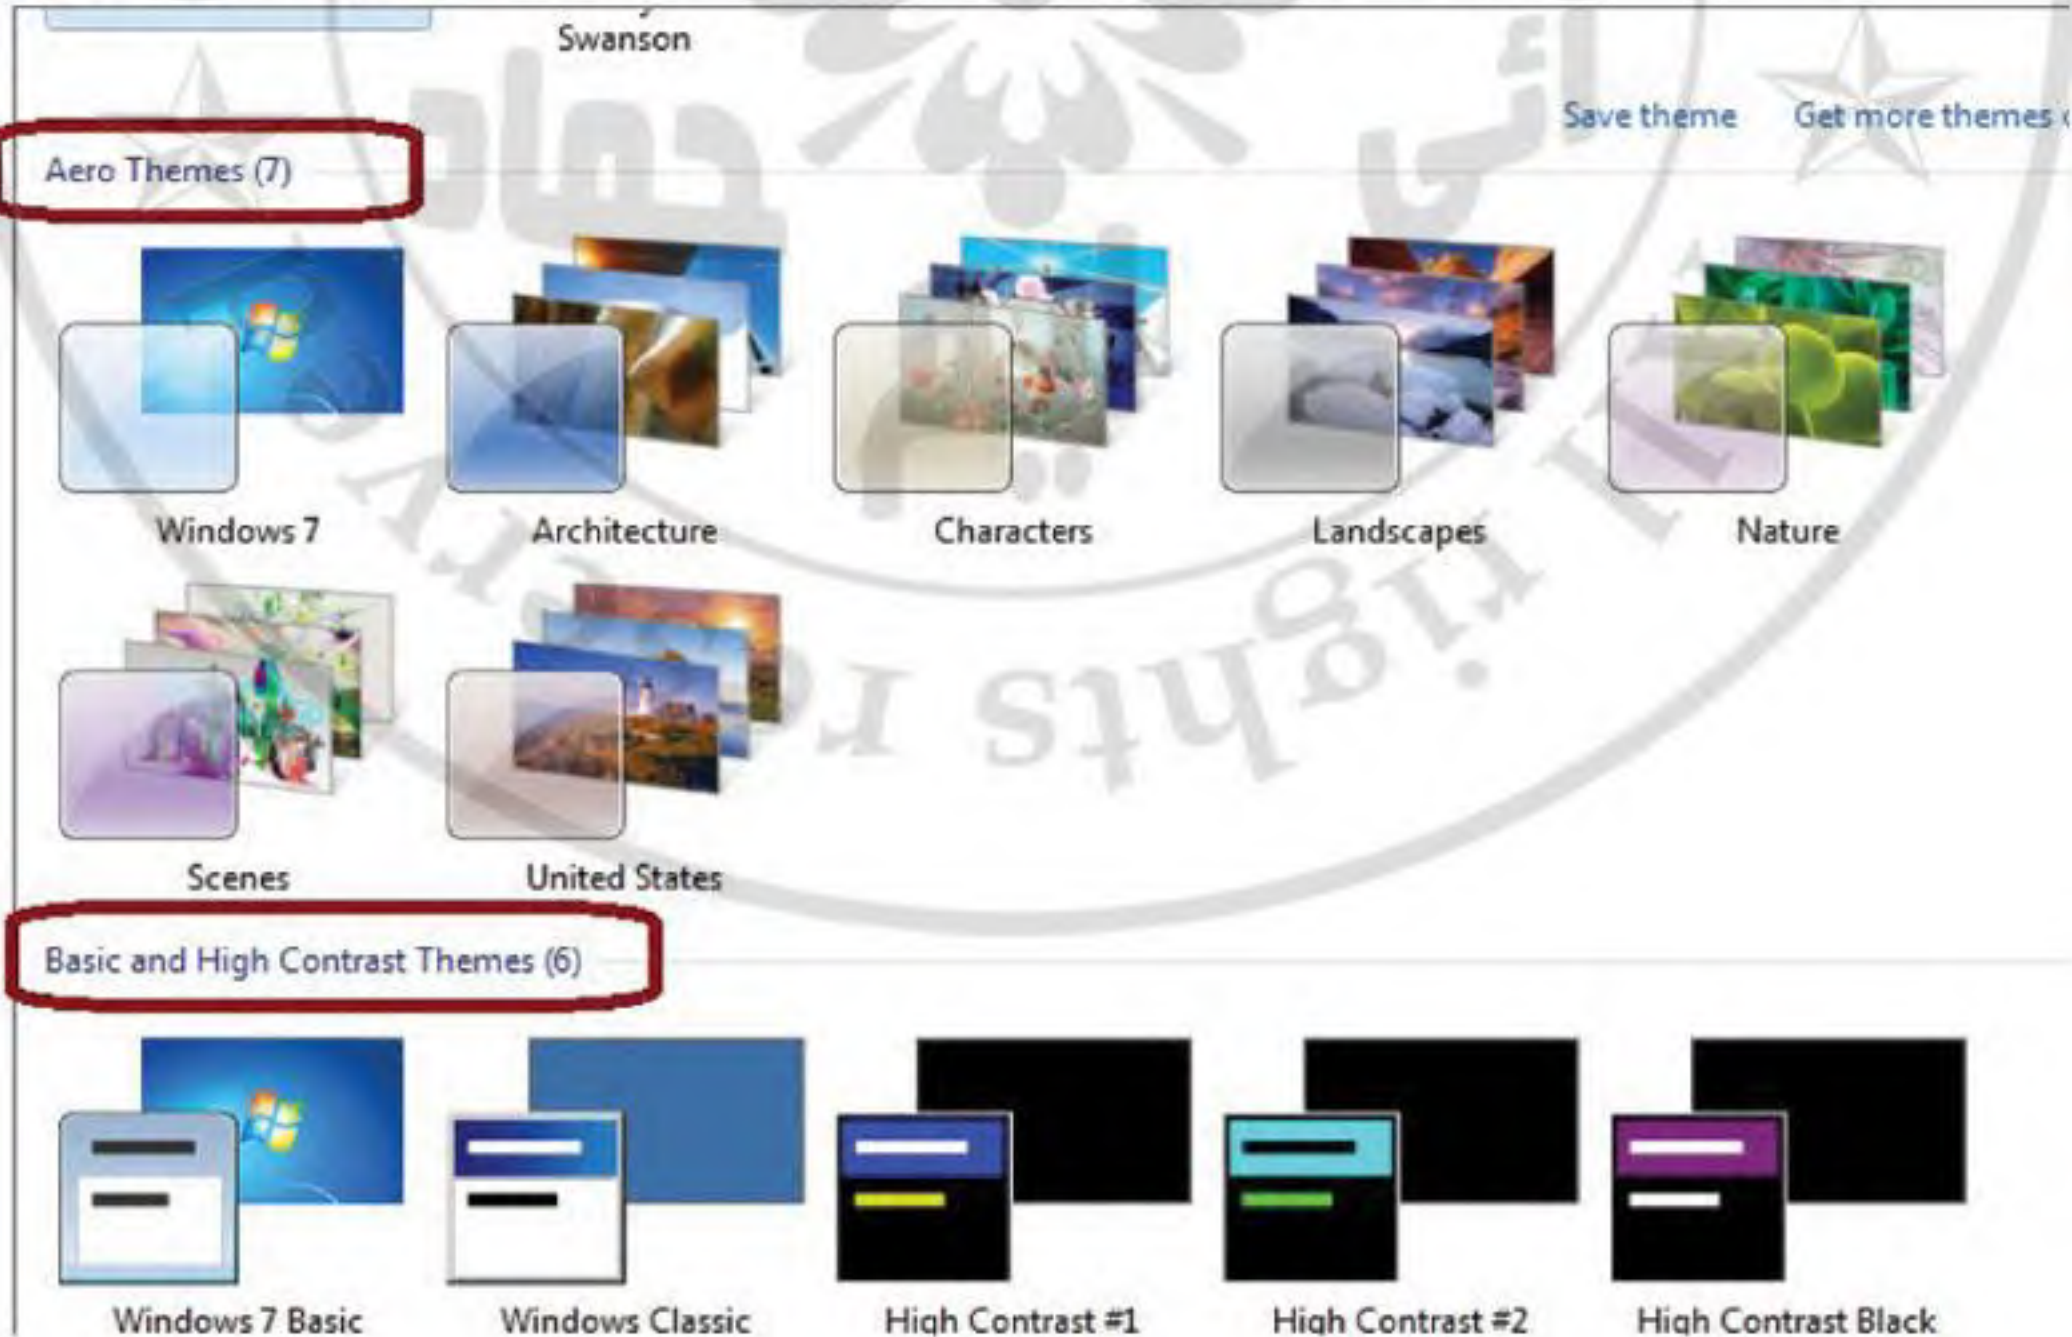 Swanson
Save theme Get more themes
Aero Themes (7)
Windows 7 Architecture Characters Landscapes Nature
Scenes United States
Basic and High Contrast Themes (6)
Windows 7 Basic Windows Classic High Contrast #1 High Contrast #2 High Contrast Black
rights